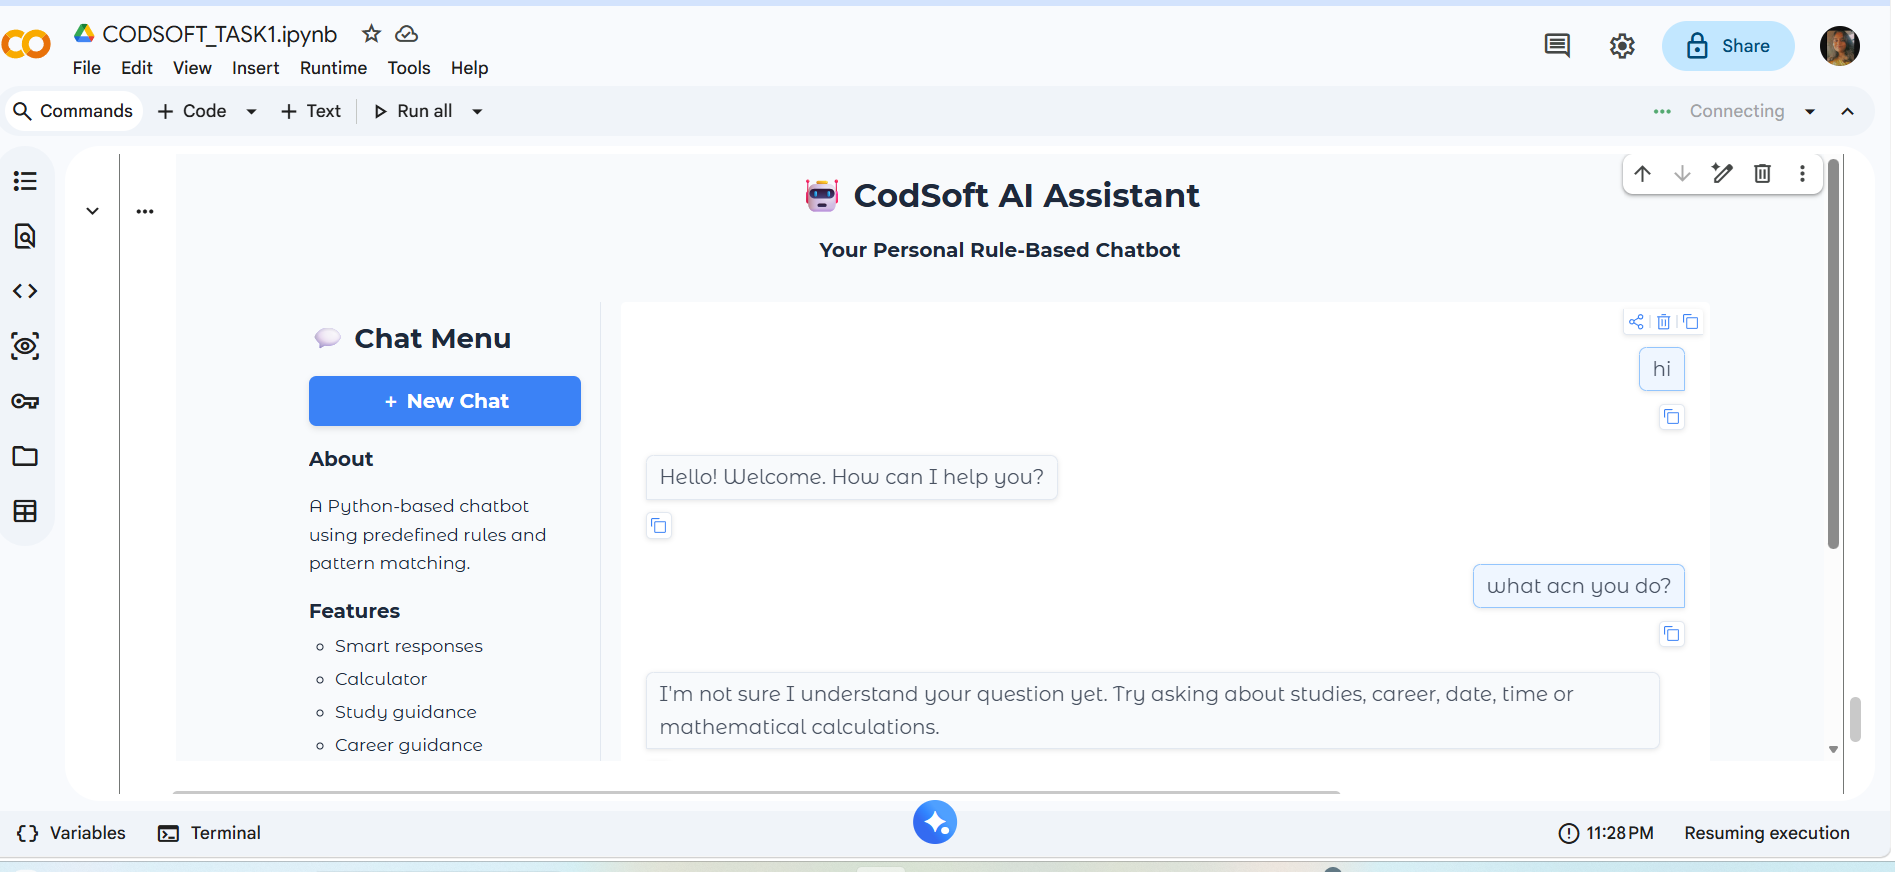 CODSOFT_TASK1.ipynb
File Edit View Insert Runtime Tools Help
Share
Commands + Code + Text Run all
Connecting
CodSoft AI Assistant
Your Personal Rule-Based Chatbot
Chat Menu
+ New Chat
About
A Python-based chatbot
using predefined rules and
pattern matching.
Features
Smart responses
Calculator
Study guidance
Career guidance
hi
Hello! Welcome. How can I help you?
what acn you do?
I'm not sure I understand your question yet. Try asking about studies, career, date, time or
mathematical calculations.
Variables Terminal
11:28 PM Resuming execution